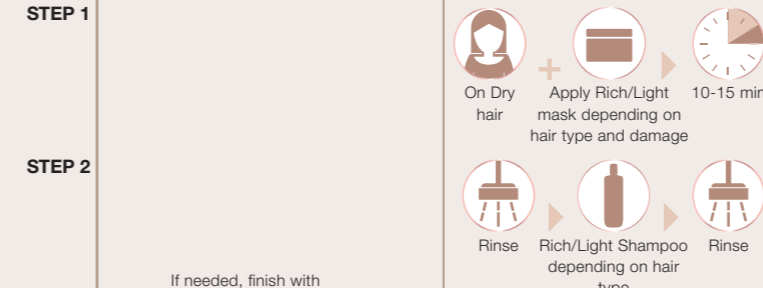 STEP 1
On Dry
hair
Apply Rich/Light
mask depending on
hair type and damage
10-15 min
STEP 2
Rinse
Rich/Light Shampoo
depending on hair
type
Rinse
If needed, finish with